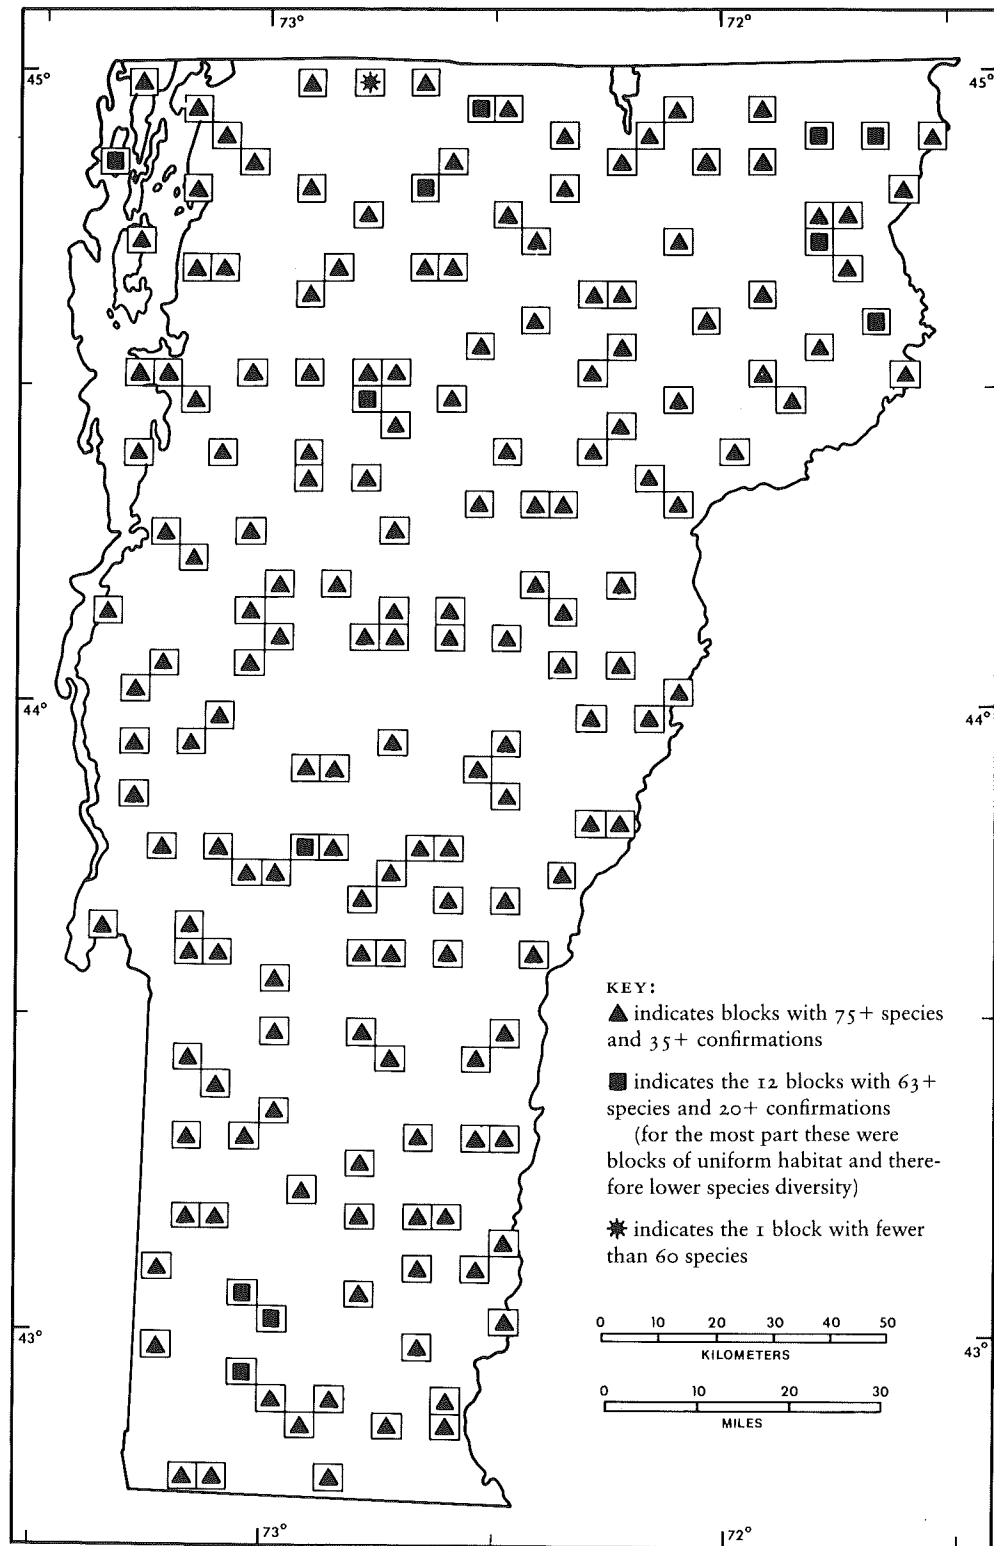 73° 72°
45° 45°
44° 44°
KEY:
▲ indicates blocks with 75+ species
and 35+ confirmations
■ indicates the 12 blocks with 63+
species and 20+ confirmations
(for the most part these were
blocks of uniform habitat and there-
fore lower species diversity)
✷ indicates the 1 block with fewer
than 60 species
0 10 20 30 40 50
KILOMETERS
43° 43°
0 10 20 30
MILES
73° 72°